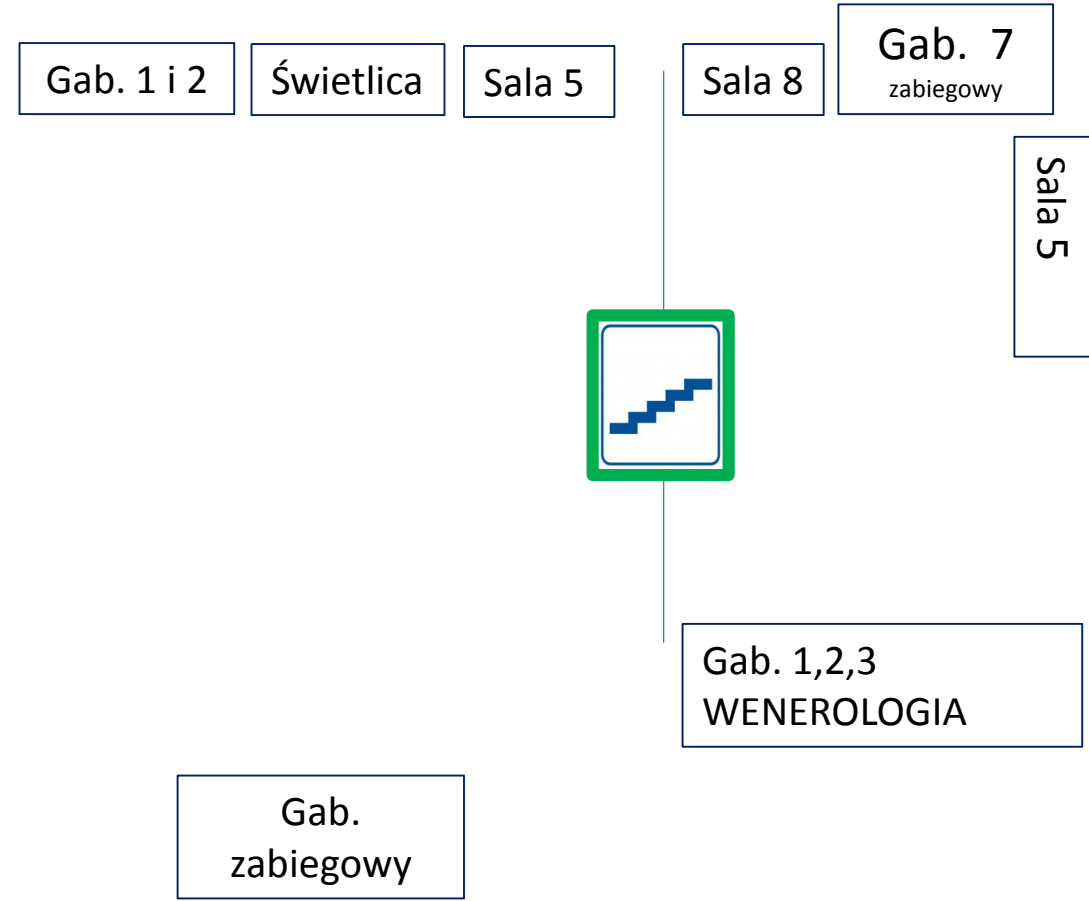 Gab. 1 i 2
Świetlica
Sala 5
Sala 8
Gab. 7
zabiegowy
Sala 5
Gab. 1,2,3
WENEROLOGIA
Gab.
zabiegowy